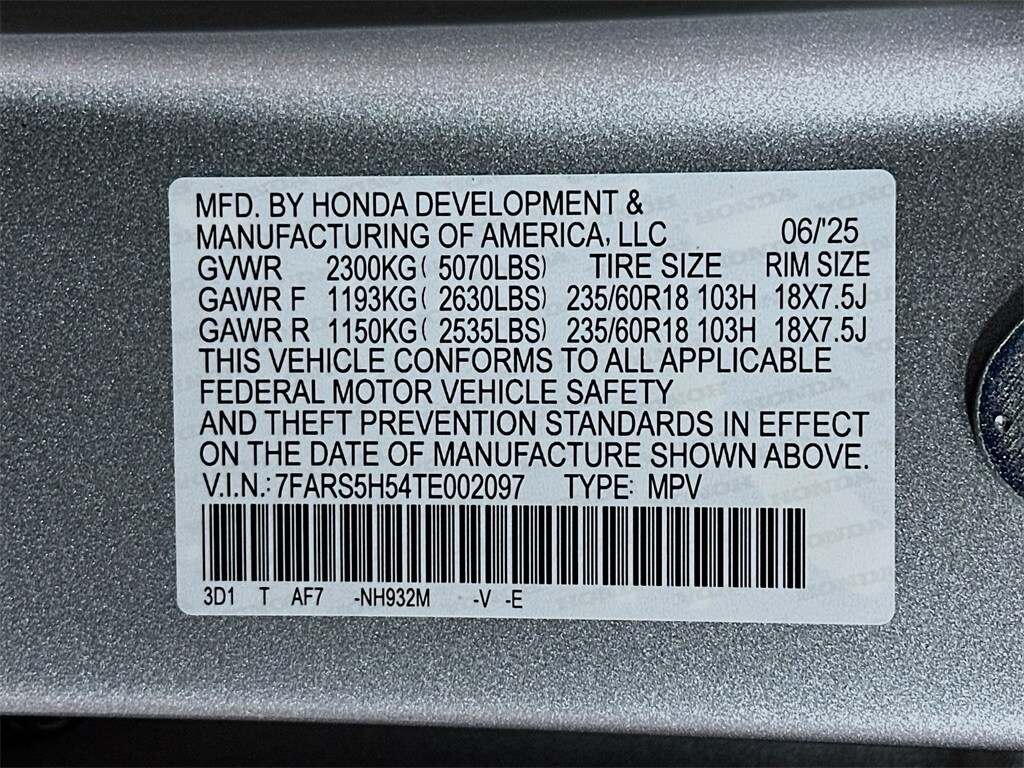 MFD. BY HONDA DEVELOPMENT &
MANUFACTURING OF AMERICA, LLC 06/'25
GVWR 2300KG( 5070LBS) TIRE SIZE RIM SIZE
GAWR F 1193KG( 2630LBS) 235/60R18 103H 18X7.5J
GAWR R 1150KG( 2535LBS) 235/60R18 103H 18X7.5J
THIS VEHICLE CONFORMS TO ALL APPLICABLE
FEDERAL MOTOR VEHICLE SAFETY
AND THEFT PREVENTION STANDARDS IN EFFECT
ON THE DATE OF MANUFACTURE SHOWN ABOVE.
V.I.N.: 7FARS5H54TE002097 TYPE: MPV
3D1 T AF7 -NH932M -V -E